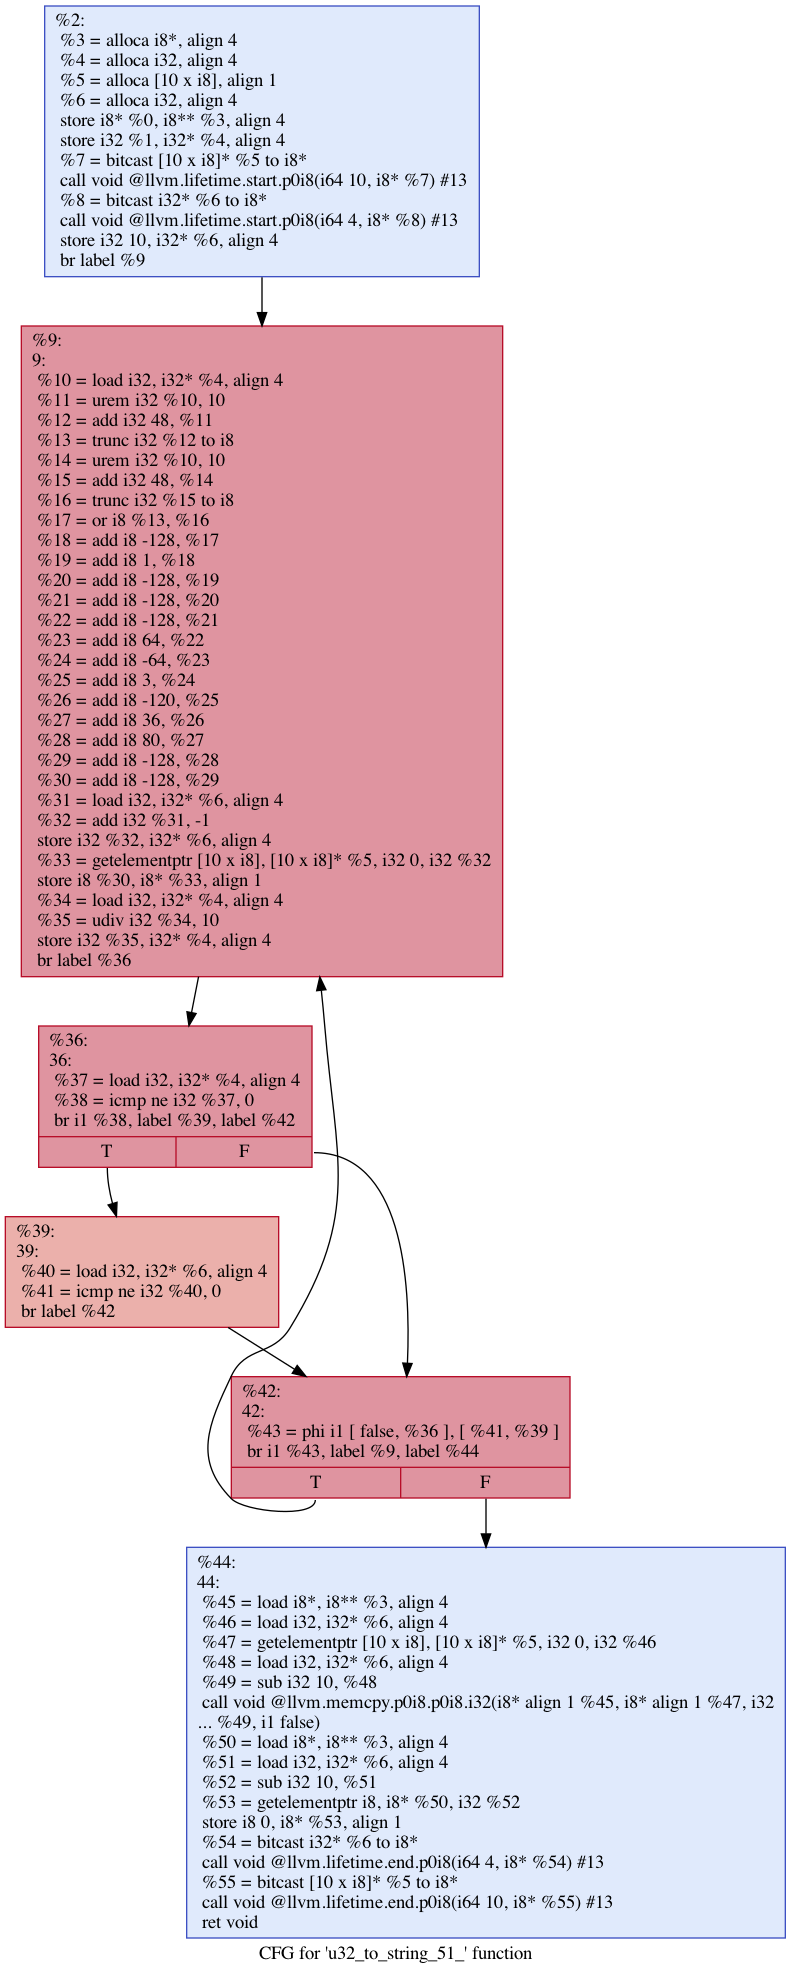 %2:
%3 = alloca i8*, align 4
%4 = alloca i32, align 4
%5 = alloca [10 x i8], align 1
%6 = alloca i32, align 4
store i8* %0, i8** %3, align 4
store i32 %1, i32* %4, align 4
%7 = bitcast [10 x i8]* %5 to i8*
call void @llvm.lifetime.start.p0i8(i64 10, i8* %7) #13
%8 = bitcast i32* %6 to i8*
call void @llvm.lifetime.start.p0i8(i64 4, i8* %8) #13
store i32 10, i32* %6, align 4
br label %9
%9:
9:
%10 = load i32, i32* %4, align 4
%11 = urem i32 %10, 10
%12 = add i32 48, %11
%13 = trunc i32 %12 to i8
%14 = urem i32 %10, 10
%15 = add i32 48, %14
%16 = trunc i32 %15 to i8
%17 = or i8 %13, %16
%18 = add i8 -128, %17
%19 = add i8 1, %18
%20 = add i8 -128, %19
%21 = add i8 -128, %20
%22 = add i8 -128, %21
%23 = add i8 64, %22
%24 = add i8 -64, %23
%25 = add i8 3, %24
%26 = add i8 -120, %25
%27 = add i8 36, %26
%28 = add i8 80, %27
%29 = add i8 -128, %28
%30 = add i8 -128, %29
%31 = load i32, i32* %6, align 4
%32 = add i32 %31, -1
store i32 %32, i32* %6, align 4
%33 = getelementptr [10 x i8], [10 x i8]* %5, i32 0, i32 %32
store i8 %30, i8* %33, align 1
%34 = load i32, i32* %4, align 4
%35 = udiv i32 %34, 10
store i32 %35, i32* %4, align 4
br label %36
%36:
36:
%37 = load i32, i32* %4, align 4
%38 = icmp ne i32 %37, 0
br i1 %38, label %39, label %42
T F
%39:
39:
%40 = load i32, i32* %6, align 4
%41 = icmp ne i32 %40, 0
br label %42
%42:
42:
%43 = phi i1 [ false, %36 ], [ %41, %39 ]
br i1 %43, label %9, label %44
T F
%44:
44:
%45 = load i8*, i8** %3, align 4
%46 = load i32, i32* %6, align 4
%47 = getelementptr [10 x i8], [10 x i8]* %5, i32 0, i32 %46
%48 = load i32, i32* %6, align 4
%49 = sub i32 10, %48
call void @llvm.memcpy.p0i8.p0i8.i32(i8* align 1 %45, i8* align 1 %47, i32
... %49, i1 false)
%50 = load i8*, i8** %3, align 4
%51 = load i32, i32* %6, align 4
%52 = sub i32 10, %51
%53 = getelementptr i8, i8* %50, i32 %52
store i8 0, i8* %53, align 1
%54 = bitcast i32* %6 to i8*
call void @llvm.lifetime.end.p0i8(i64 4, i8* %54) #13
%55 = bitcast [10 x i8]* %5 to i8*
call void @llvm.lifetime.end.p0i8(i64 10, i8* %55) #13
ret void
CFG for 'u32_to_string_51_' function